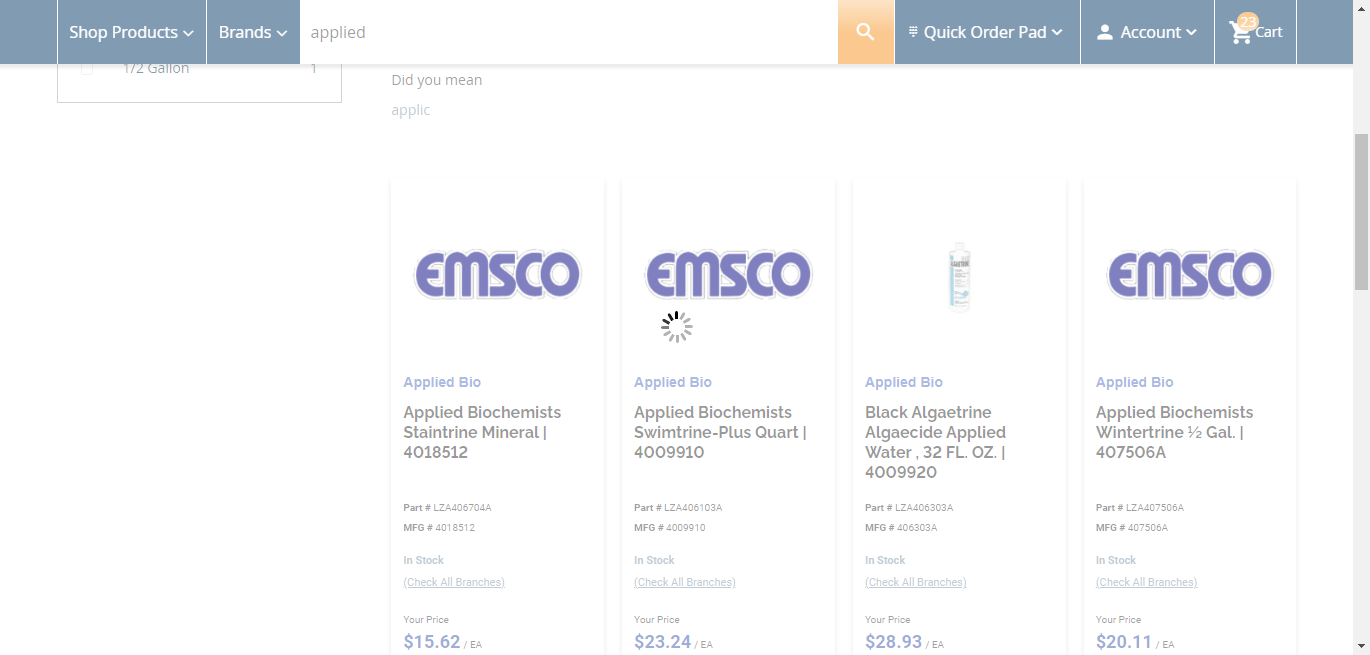 Shop Products
Brands
applied
Quick Order Pad
Account
23
Cart
1/2 Gallon 1
Did you mean
applic
EMSCO
EMSCO
EMSCO
Applied Bio
Applied Biochemists
Staintrine Mineral |
4018512
Part # LZA406704A
MFG # 4018512
In Stock
(Check All Branches)
Your Price
$15.62 / EA
Applied Bio
Applied Biochemists
Swimtrine-Plus Quart |
4009910
Part # LZA406103A
MFG # 4009910
In Stock
(Check All Branches)
Your Price
$23.24 / EA
Applied Bio
Black Algaetrine
Algaecide Applied
Water , 32 FL. OZ. |
4009920
Part # LZA406303A
MFG # 406303A
In Stock
(Check All Branches)
Your Price
$28.93 / EA
Applied Bio
Applied Biochemists
Wintertrine ½ Gal. |
407506A
Part # LZA407506A
MFG # 407506A
In Stock
(Check All Branches)
Your Price
$20.11 / EA